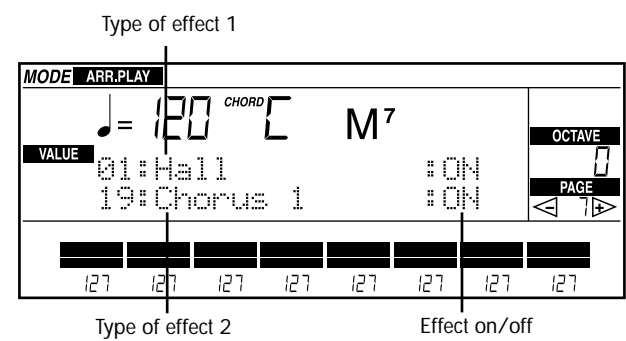 Type of effect 1
MODE ARR.PLAY
♩= 120 CHORD C M7
OCTAVE
VALUE
01:Hall :ON
0
19:Chorus 1 :ON
PAGE
- 7 +
127 127 127 127 127 127 127 127
Type of effect 2 Effect on/off